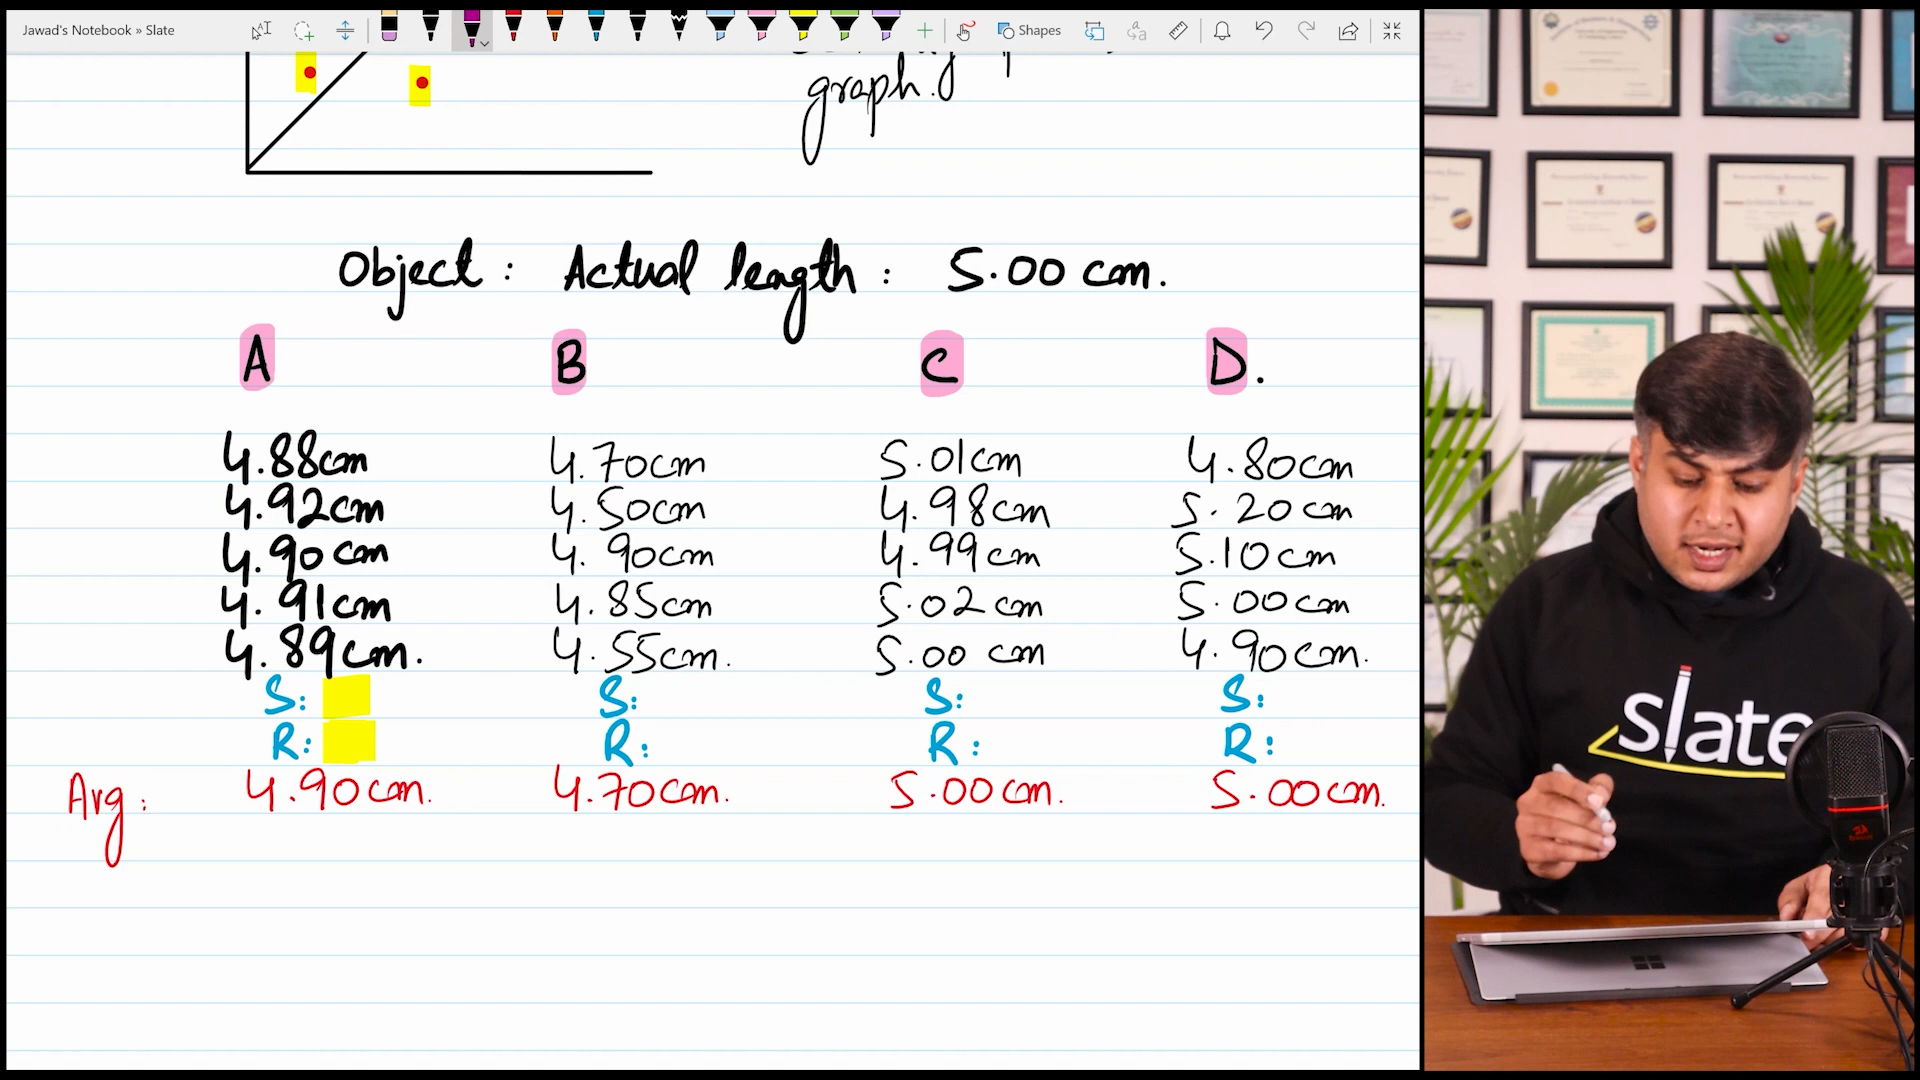 Jawad's Notebook » Slate
Shapes
graph.
Object : Actual length : 5.00 cm.
A B C D.
4.88cm 4.70cm 5.01cm 4.80cm
4.92cm 4.50cm 4.98cm 5.20cm
4.90cm 4.90cm 4.99cm 5.10cm
4.91cm 4.85cm 5.02cm 5.00cm
4.89cm. 4.55cm. 5.00 cm 4.90cm.
S: S: S: S:
R: R: R: R:
Avg: 4.90cm. 4.70cm. 5.00cm. 5.00cm.
slate